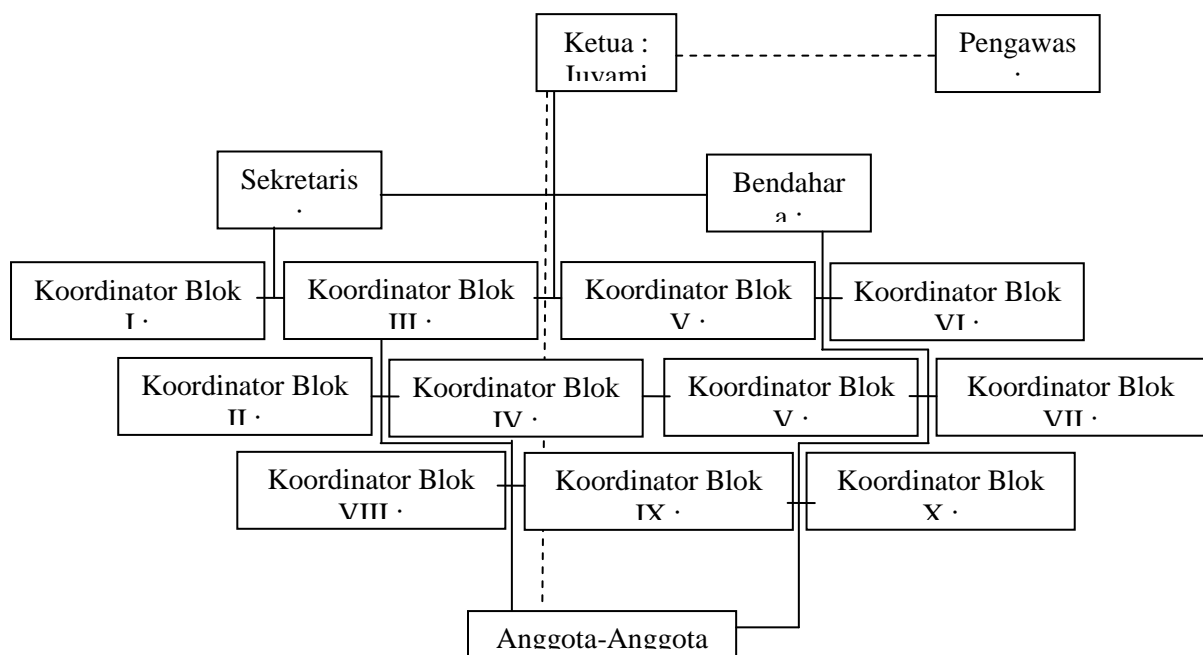 Ketua :
Juyami
Pengawas
:
Sekretaris
:
Bendahar
a :
Koordinator Blok
I :
Koordinator Blok
III :
Koordinator Blok
V :
Koordinator Blok
VI :
Koordinator Blok
II :
Koordinator Blok
IV :
Koordinator Blok
V :
Koordinator Blok
VII :
Koordinator Blok
VIII :
Koordinator Blok
IX :
Koordinator Blok
X :
Anggota-Anggota